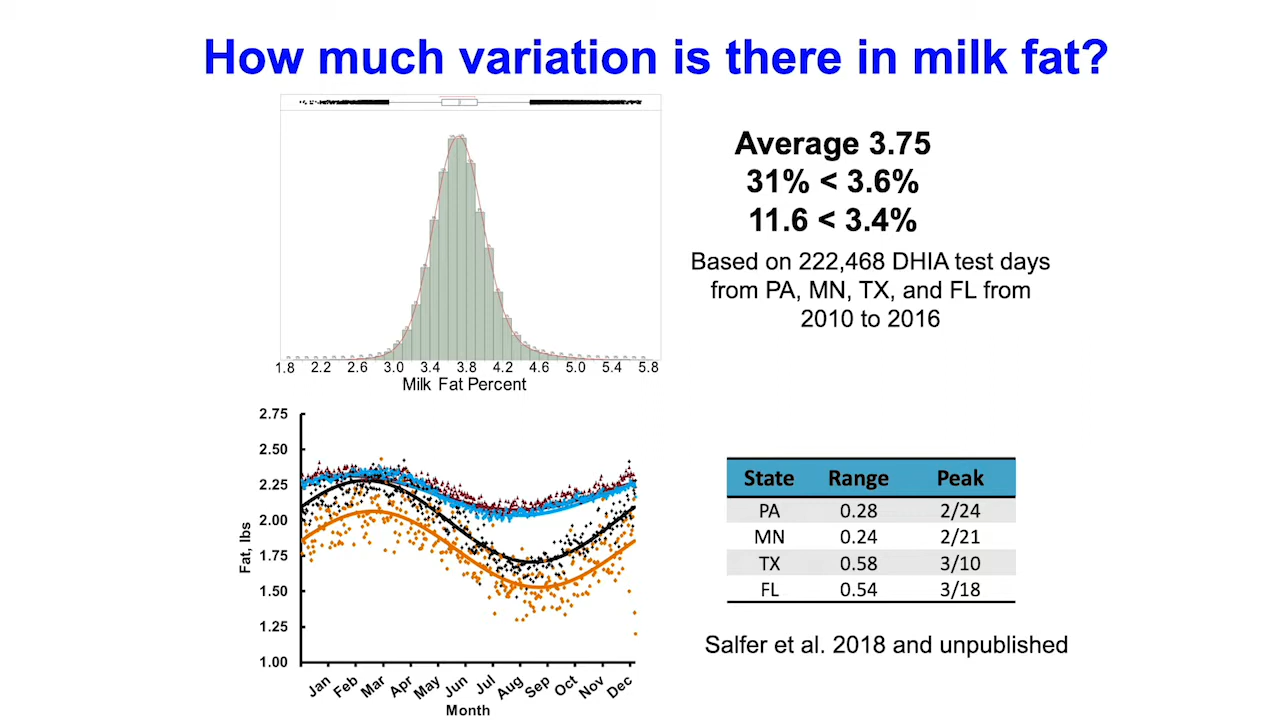 How much variation is there in milk fat?
Average 3.75
31% < 3.6%
11.6 < 3.4%
Based on 222,468 DHIA test days
from PA, MN, TX, and FL from
2010 to 2016
1.8 2.2 2.6 3.0 3.4 3.8 4.2 4.6 5.0 5.4 5.8
Milk Fat Percent
2.75
2.50
2.25
2.00
1.75
1.50
1.25
1.00
Fat, lbs
Jan Feb Mar Apr May Jun Jul Aug Sep Oct Nov Dec
Month
State Range Peak
PA 0.28 2/24
MN 0.24 2/21
TX 0.58 3/10
FL 0.54 3/18
Salfer et al. 2018 and unpublished